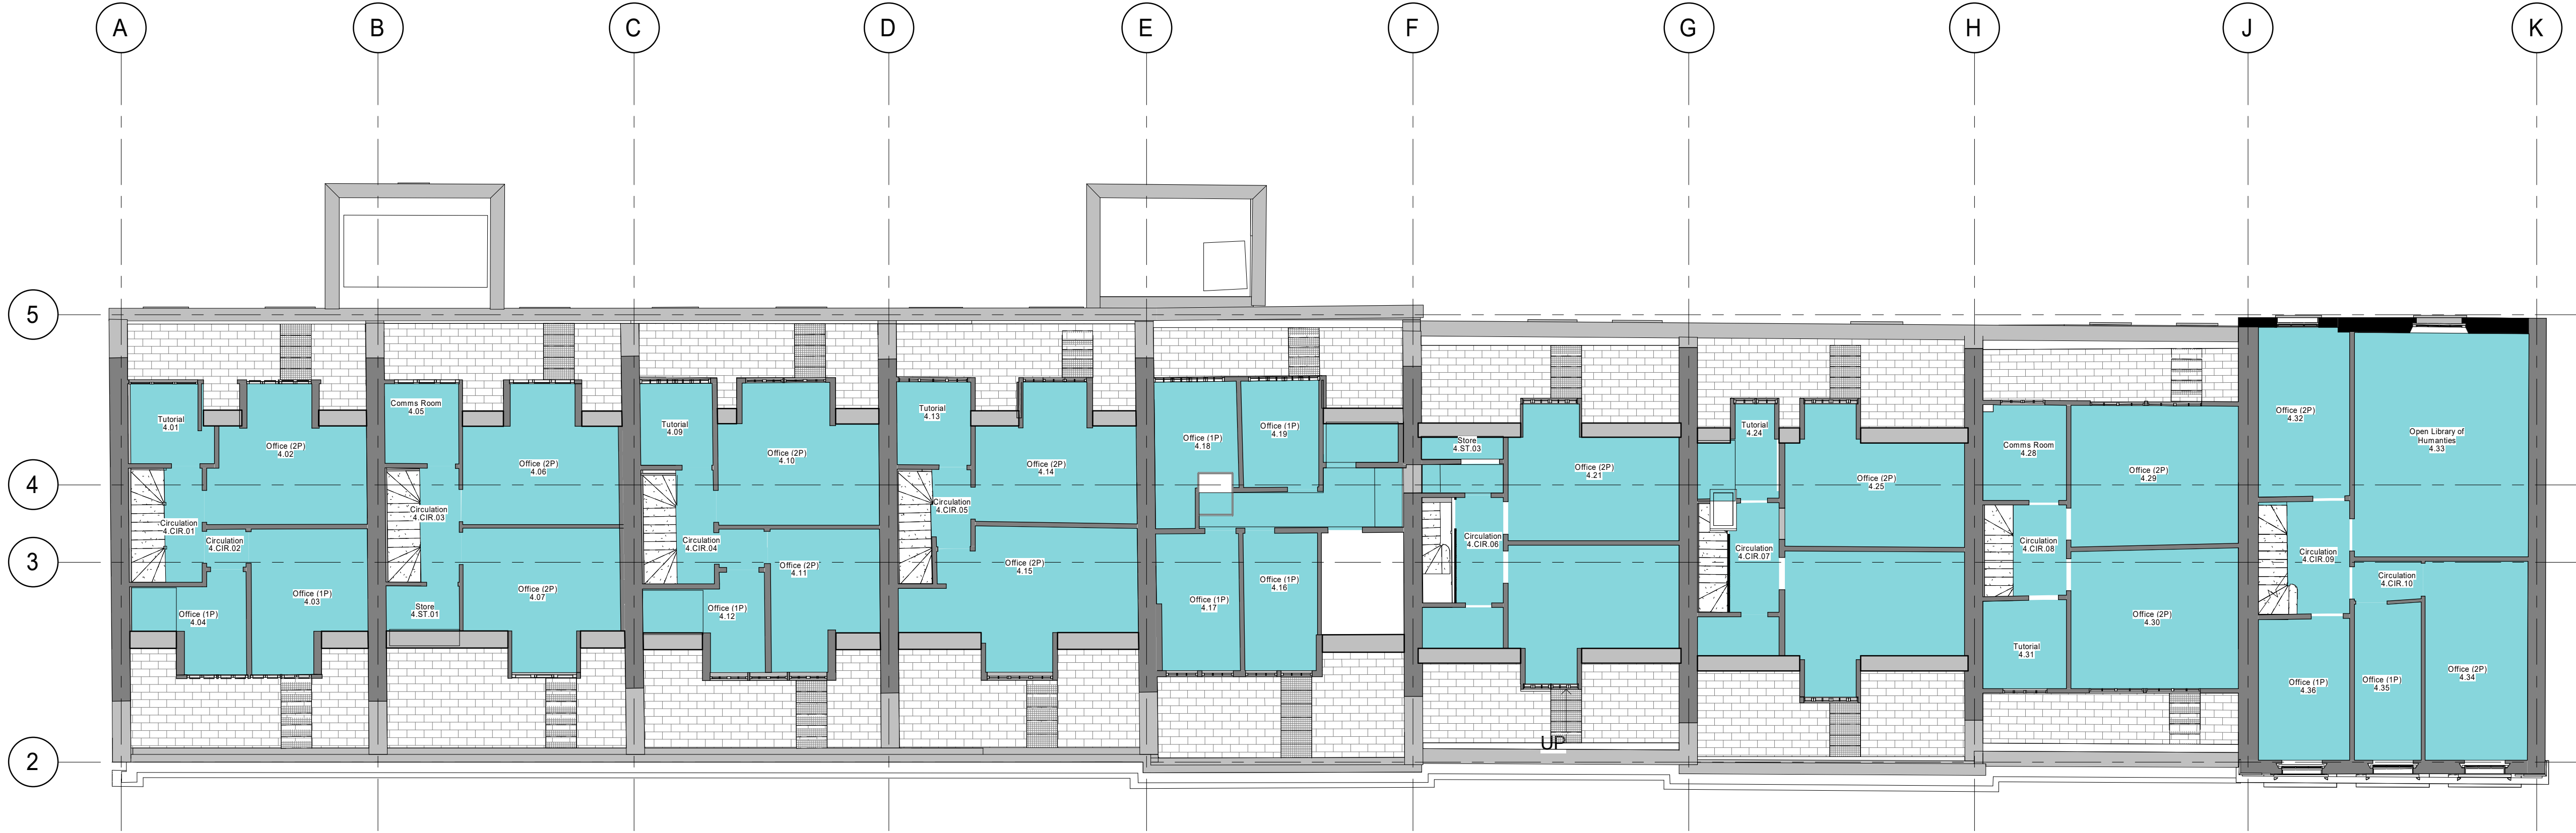 A
B
C
D
E
F
G
H
J
K
5
4
3
2
Tutorial
4.01
Office (2P)
4.02
Circulation
4.CIR.01
Circulation
4.CIR.02
Office (1P)
4.03
Office (1P)
4.04
Comms Room
4.05
Office (2P)
4.06
Circulation
4.CIR.03
Office (2P)
4.07
Store
4.ST.01
Tutorial
4.09
Office (2P)
4.10
Circulation
4.CIR.04
Office (2P)
4.11
Office (1P)
4.12
Tutorial
4.13
Office (2P)
4.14
Circulation
4.CIR.05
Office (2P)
4.15
Office (1P)
4.18
Office (1P)
4.19
Office (1P)
4.17
Office (1P)
4.16
Store
4.ST.03
Office (2P)
4.21
Circulation
4.CIR.06
UP
Tutorial
4.24
Office (2P)
4.25
Circulation
4.CIR.07
Comms Room
4.28
Office (2P)
4.29
Circulation
4.CIR.08
Office (2P)
4.30
Tutorial
4.31
Office (2P)
4.32
Open Library of
Humanties
4.33
Circulation
4.CIR.09
Circulation
4.CIR.10
Office (1P)
4.36
Office (1P)
4.35
Office (2P)
4.34